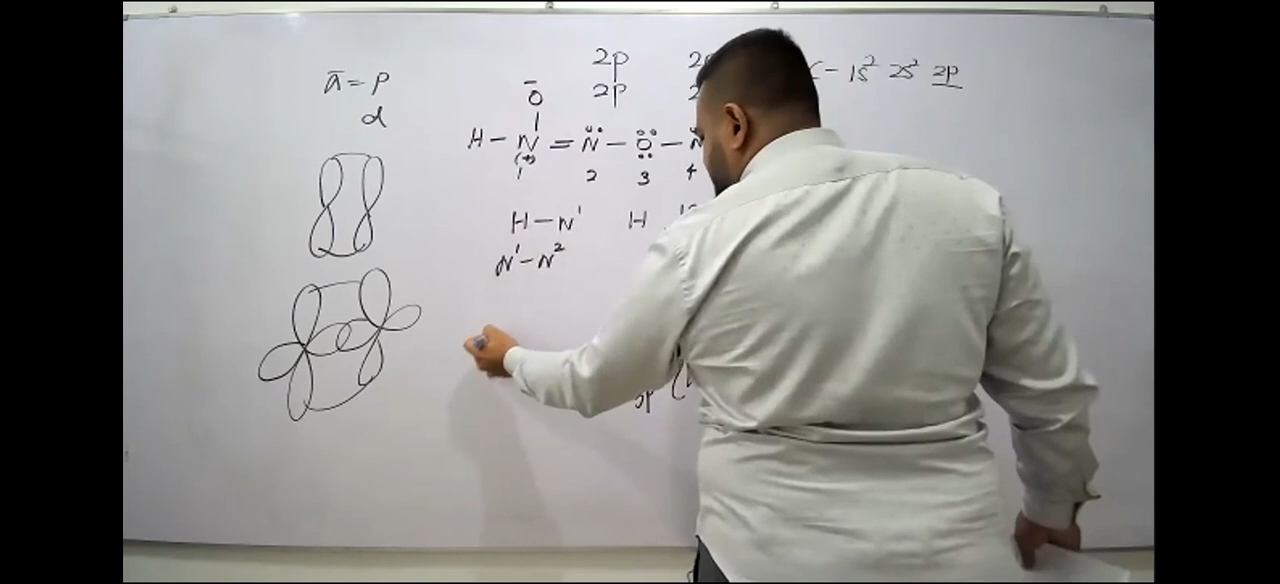 2p
2p
ā = p
d
C - 1s² 2s² 2p
O⁻
H - N = N - O - N
(+)
1 2 3 4
H - N¹ H
N¹ - N²